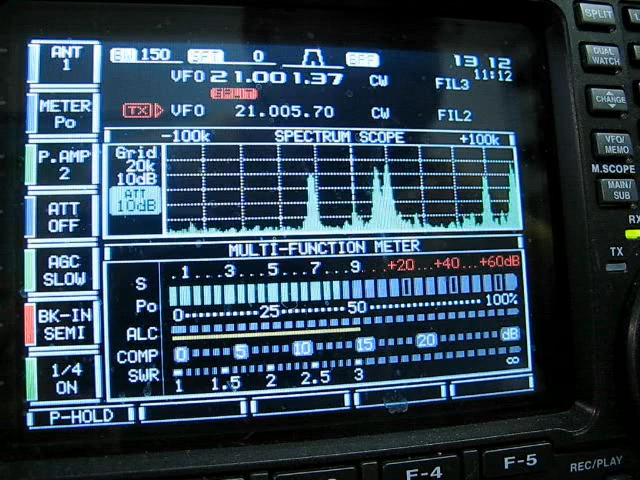 ANT 1
BW 150 SFT 0 BPF 13 12
11:12
VFO 21.001.37 CW FIL3
SPLIT
METER Po
TX VFO 21.005.70 CW FIL2
-100k SPECTRUM SCOPE +100k
P.AMP 2
Grid 20k 10dB
ATT 10dB
ATT OFF
MULTI-FUNCTION METER
AGC SLOW
S 1...3...5...7...9...+20...+40...+60dB
Po 0 25 50 100%
BK-IN SEMI
ALC
COMP 0 5 10 15 20 dB
SWR 1 1.5 2 2.5 3 ∞
1/4 ON
P-HOLD
SPLIT
DUAL WATCH
CHANGE
VFO/ MEMO
M.SCOPE
MAIN/ SUB
RX
TX
F-4
F-5
REC/PLAY